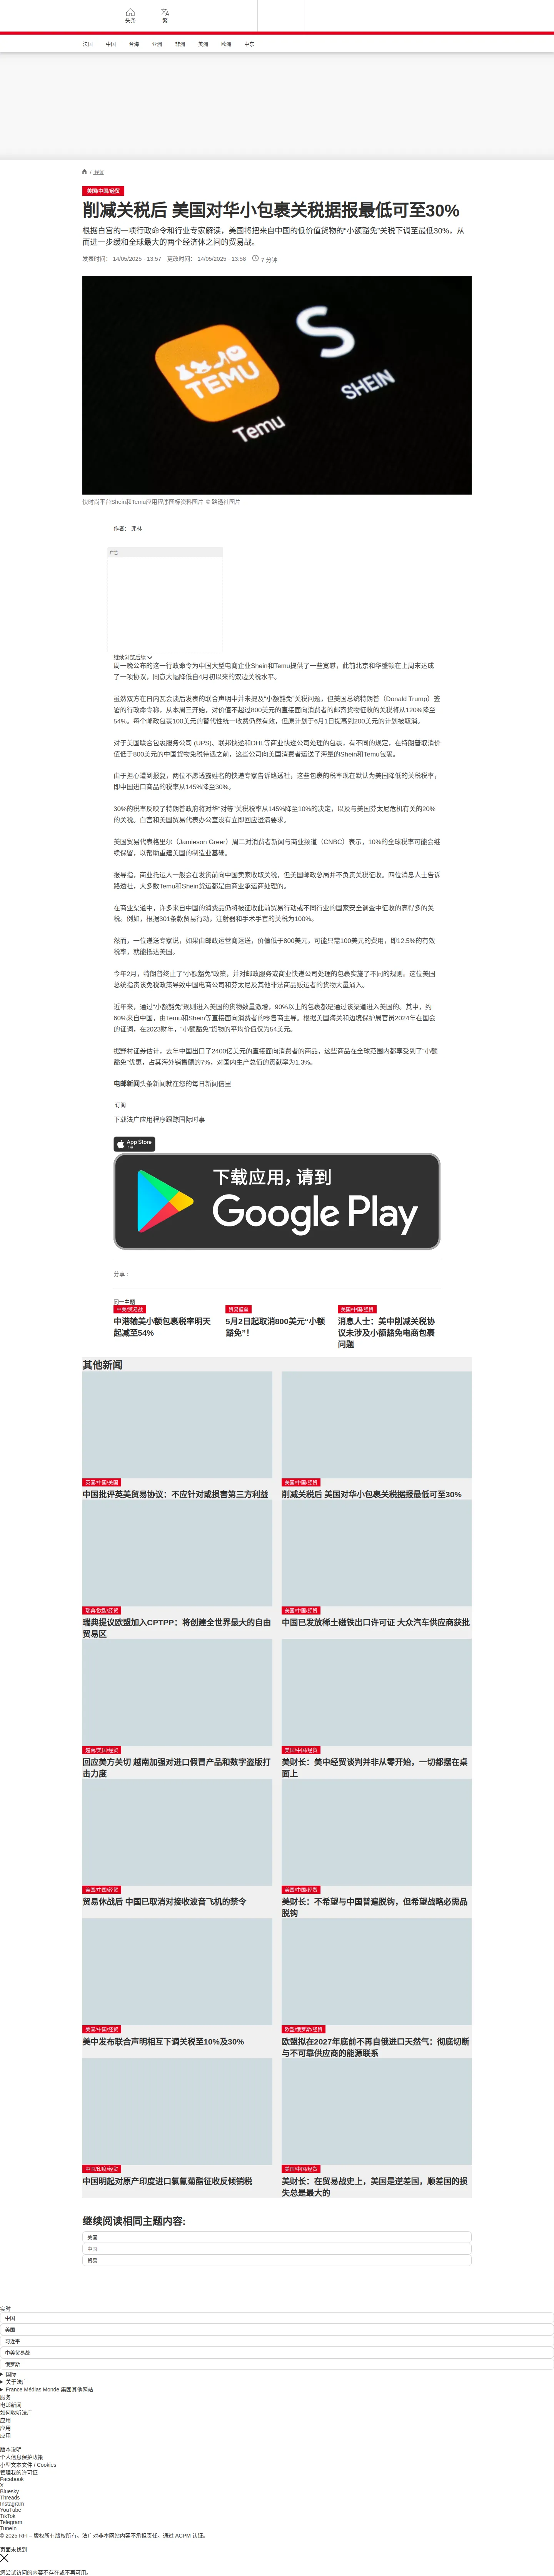 头条
繁
法国
中国
台海
亚洲
非洲
美洲
欧洲
中东
/ 经贸
美国/中国/经贸
削减关税后 美国对华小包裹关税据报最低可至30%
根据白宫的一项行政命令和行业专家解读，美国将把来自中国的低价值货物的“小额豁免”关税下调至最低30%，从而进一步缓和全球最大的两个经济体之间的贸易战。
发表时间： 14/05/2025 - 13:57 更改时间： 14/05/2025 - 13:58 7 分钟
TEMU
Temu
S
SHEIN
快时尚平台Shein和Temu应用程序图标资料图片 © 路透社图片
作者： 弗林
广告
继续浏览后续
周一晚公布的这一行政命令为中国大型电商企业Shein和Temu提供了一些宽慰，此前北京和华盛顿在上周末达成
了一项协议，同意大幅降低自4月初以来的双边关税水平。
虽然双方在日内瓦会谈后发表的联合声明中并未提及“小额豁免”关税问题，但美国总统特朗普（Donald Trump）签
署的行政命令称，从本周三开始，对价值不超过800美元的直接面向消费者的邮寄货物征收的关税将从120%降至
54%。每个邮政包裹100美元的替代性统一收费仍然有效，但原计划于6月1日提高到200美元的计划被取消。
对于美国联合包裹服务公司 (UPS)、联邦快递和DHL等商业快递公司处理的包裹，有不同的规定，在特朗普取消价
值低于800美元的中国货物免税待遇之前，这些公司向美国消费者运送了海量的Shein和Temu包裹。
由于担心遭到报复，两位不愿透露姓名的快递专家告诉路透社，这些包裹的税率现在默认为美国降低的关税税率，
即中国进口商品的税率从145%降至30%。
30%的税率反映了特朗普政府将对华“对等”关税税率从145%降至10%的决定，以及与美国芬太尼危机有关的20%
的关税。白宫和美国贸易代表办公室没有立即回应澄清要求。
美国贸易代表格里尔（Jamieson Greer）周二对消费者新闻与商业频道（CNBC）表示，10%的全球税率可能会继
续保留，以帮助重建美国的制造业基础。
报导指，商业托运人一般会在发货前向中国卖家收取关税，但美国邮政总局并不负责关税征收。四位消息人士告诉
路透社，大多数Temu和Shein货运都是由商业承运商处理的。
在商业渠道中，许多来自中国的消费品仍将被征收此前贸易行动或不同行业的国家安全调查中征收的高得多的关
税。例如，根据301条款贸易行动，注射器和手术手套的关税为100%。
然而，一位递送专家说，如果由邮政运营商运送，价值低于800美元，可能只需100美元的费用，即12.5%的有效
税率，就能抵达美国。
今年2月，特朗普终止了“小额豁免”政策，并对邮政服务或商业快递公司处理的包裹实施了不同的规则。这位美国
总统指责该免税政策导致中国电商公司和芬太尼及其他非法商品贩运者的货物大量涌入。
近年来，通过“小额豁免”规则进入美国的货物数量激增，90%以上的包裹都是通过该渠道进入美国的。其中，约
60%来自中国，由Temu和Shein等直接面向消费者的零售商主导。根据美国海关和边境保护局官员2024年在国会
的证词，在2023财年，“小额豁免”货物的平均价值仅为54美元。
据野村证券估计，去年中国出口了2400亿美元的直接面向消费者的商品，这些商品在全球范围内都享受到了“小额
豁免”优惠，占其海外销售额的7%，对国内生产总值的贡献率为1.3%。
电邮新闻头条新闻就在您的每日新闻信里
订阅
下载法广应用程序跟踪国际时事
App Store
下载
下载应用，请到
Google Play
分享 :
同一主题
中美/贸易战
中港输美小额包裹税率明天起减至54%
贸易壁垒
5月2日起取消800美元“小额豁免”！
美国/中国/经贸
消息人士：美中削减关税协议未涉及小额豁免电商包裹问题
其他新闻
英国/中国/美国
中国批评英美贸易协议：不应针对或损害第三方利益
美国/中国/经贸
削减关税后 美国对华小包裹关税据报最低可至30%
瑞典/欧盟/经贸
瑞典提议欧盟加入CPTPP：将创建全世界最大的自由贸易区
美国/中国/经贸
中国已发放稀土磁铁出口许可证 大众汽车供应商获批
越南/美国/经贸
回应美方关切 越南加强对进口假冒产品和数字盗版打击力度
美国/中国/经贸
美财长：美中经贸谈判并非从零开始，一切都摆在桌面上
美国/中国/经贸
贸易休战后 中国已取消对接收波音飞机的禁令
美国/中国/经贸
美财长：不希望与中国普遍脱钩，但希望战略必需品脱钩
美国/中国/经贸
美中发布联合声明相互下调关税至10%及30%
欧盟/俄罗斯/经贸
欧盟拟在2027年底前不再自俄进口天然气：彻底切断与不可靠供应商的能源联系
中国/印度/经贸
中国明起对原产印度进口氯氰菊酯征收反倾销税
美国/中国/经贸
美财长：在贸易战史上，美国是逆差国，顺差国的损失总是最大的
继续阅读相同主题内容:
美国
中国
贸易
实时
中国
美国
习近平
中美贸易战
俄罗斯
国际
关于法广
France Médias Monde 集团其他网站
服务
电邮新闻
如何收听法广
应用
应用
应用
版本说明
个人信息保护政策
小型文本文件 / Cookies
管理我的许可证
Facebook
X
Bluesky
Threads
Instagram
YouTube
TikTok
Telegram
TuneIn
© 2025 RFI – 版权所有版权所有。法广对非本网站内容不承担责任。通过 ACPM 认证。
页面未找到
您尝试访问的内容不存在或不再可用。